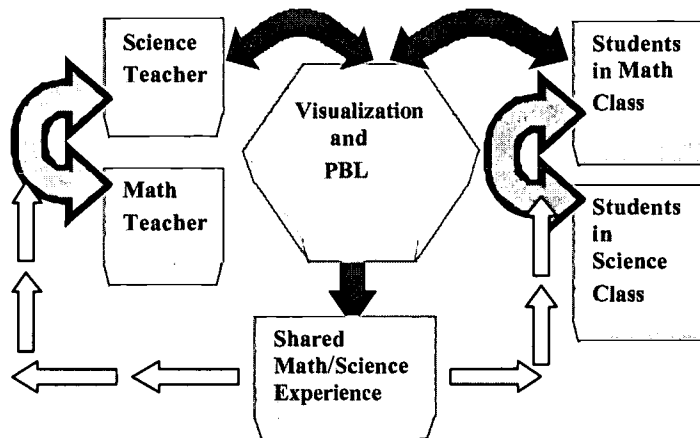 Science
Teacher
Math
Teacher
Visualization
and
PBL
Students
in Math
Class
Students
in
Science
Class
Shared
Math/Science
Experience